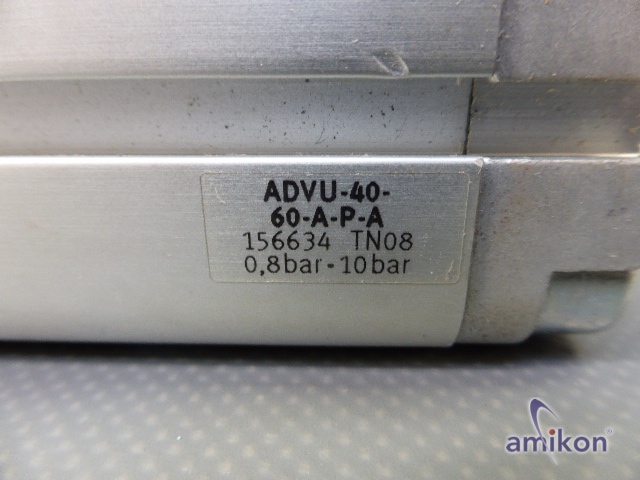 ADVU-40-
60-A-P-A
156634 TN08
0,8bar-10bar
amikon